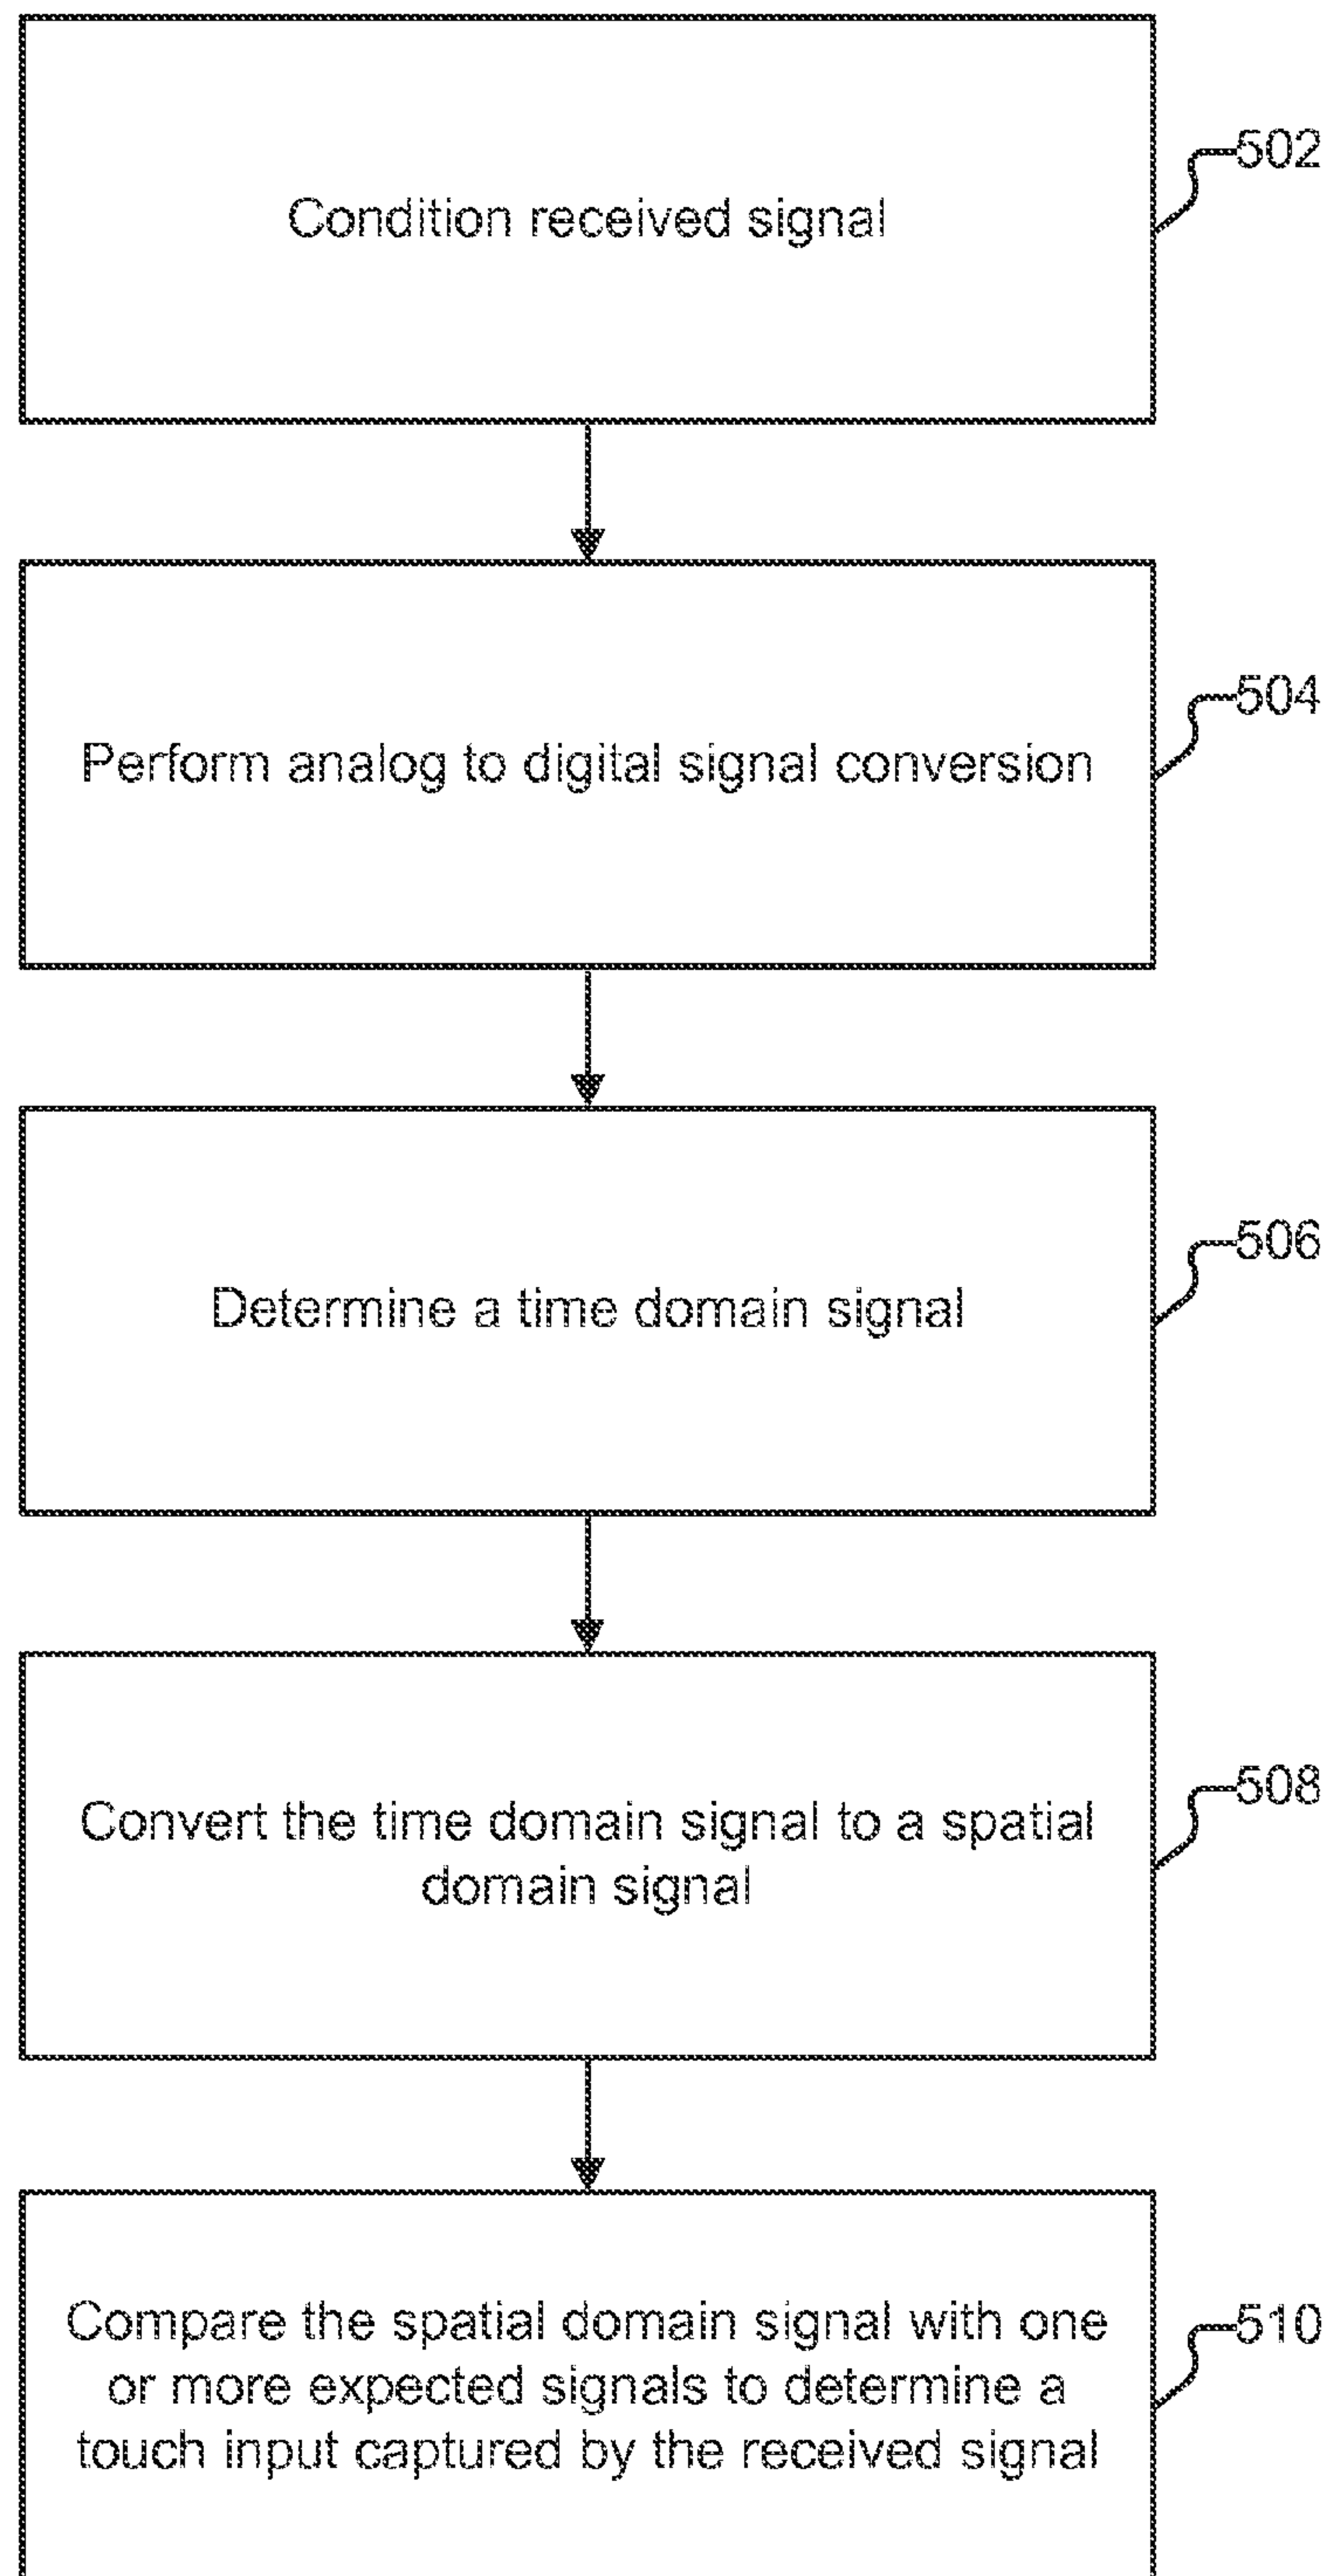 Condition received signal
502
Perform analog to digital signal conversion
504
Determine a time domain signal
506
Convert the time domain signal to a spatial
domain signal
508
Compare the spatial domain signal with one
or more expected signals to determine a
touch input captured by the received signal
510